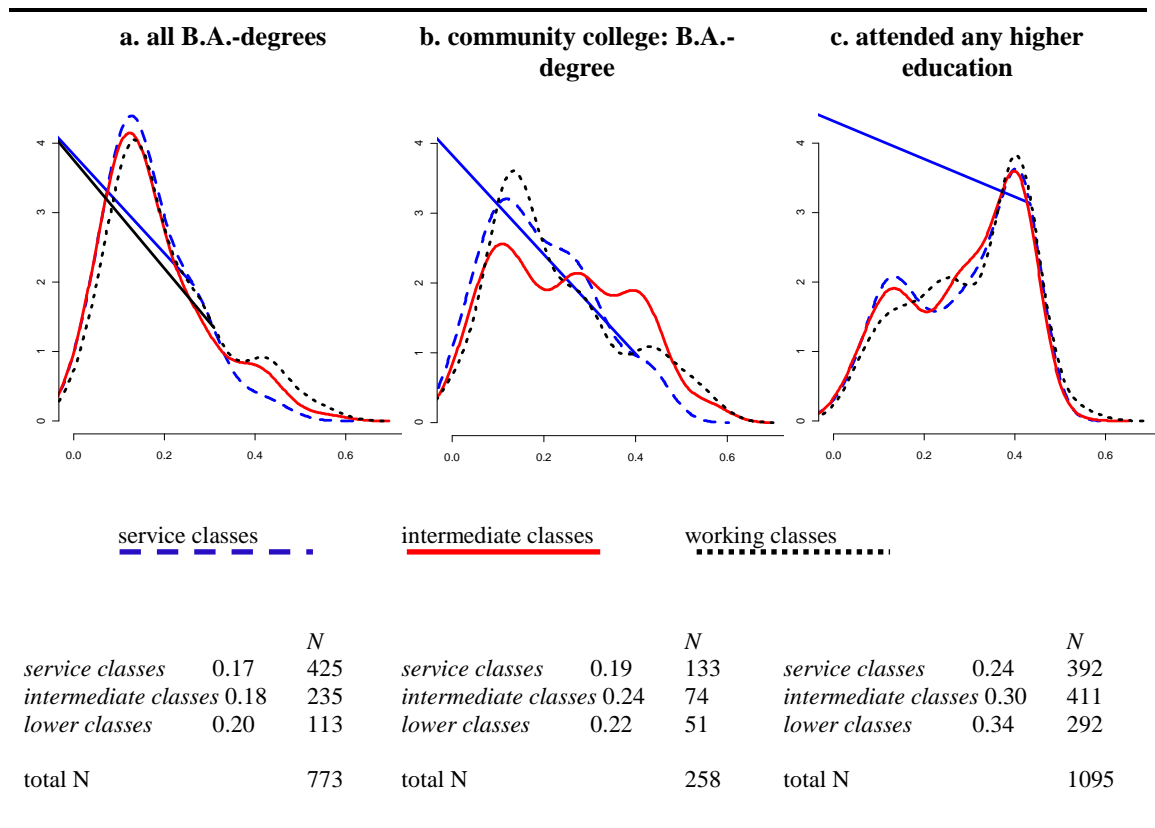 a. all B.A.-degrees
b. community college: B.A.-
degree
c. attended any higher
education
4
3
2
1
0
0.0 0.2 0.4 0.6
4
3
2
1
0
0.0 0.2 0.4 0.6
4
3
2
1
0
0.0 0.2 0.4 0.6
service classes intermediate classes working classes
N
service classes 0.17 425
intermediate classes 0.18 235
lower classes 0.20 113
total N 773
N
service classes 0.19 133
intermediate classes 0.24 74
lower classes 0.22 51
total N 258
N
service classes 0.24 392
intermediate classes 0.30 411
lower classes 0.34 292
total N 1095